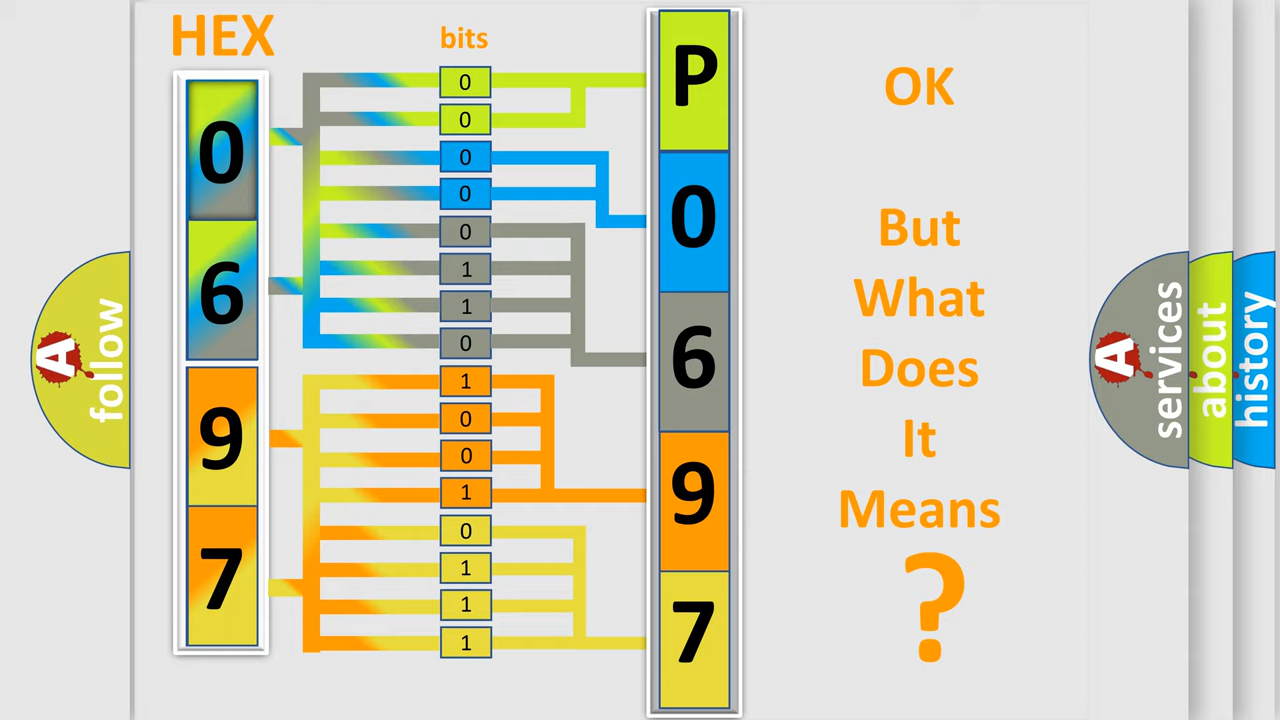 HEX
bits
0
6
9
7
0
0
0
0
0
1
1
0
1
0
0
1
0
1
1
1
P
0
6
9
7
OK
But
What
Does
It
Means
?
A
follow
A
services
about
history